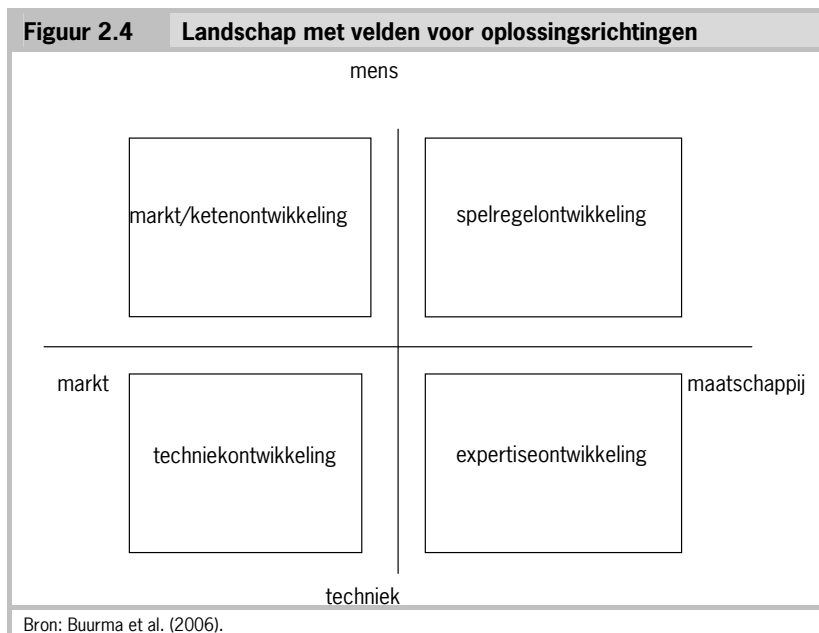 Figuur 2.4 Landschap met velden voor oplossingsrichtingen
mens
markt/ketenontwikkeling spelregelontwikkeling
markt maatschappij
techniekontwikkeling expertiseontwikkeling
techniek
Bron: Buurma et al. (2006).